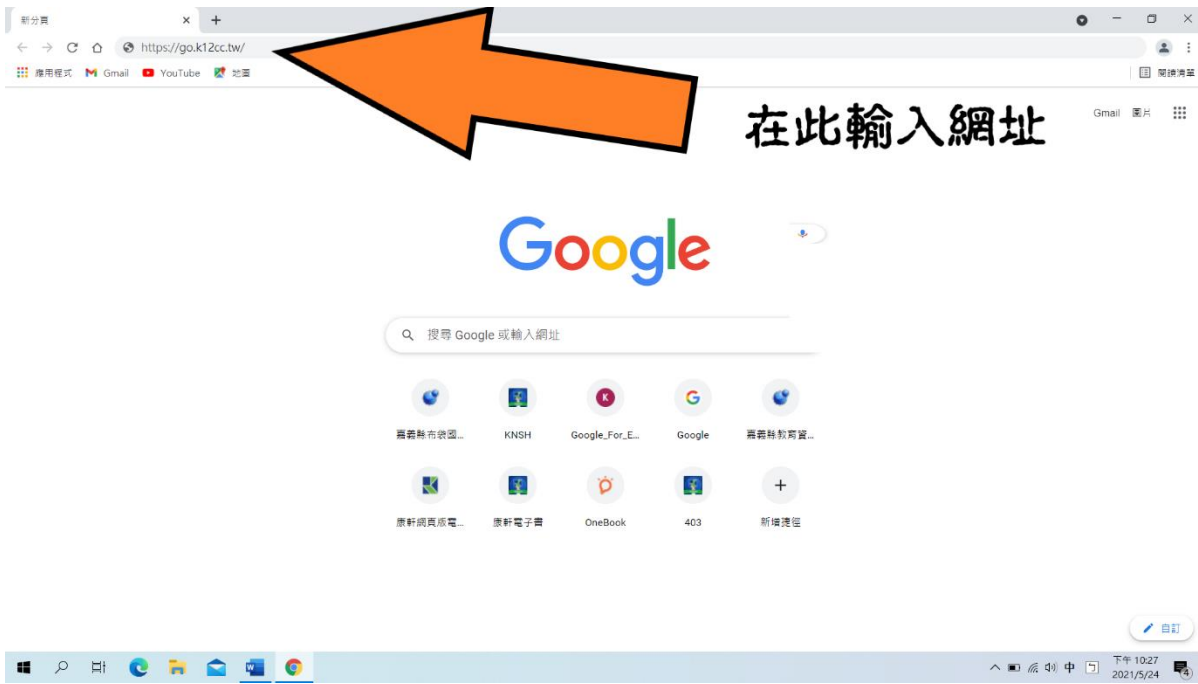 新分頁
https://go.k12cc.tw/
應用程式 Gmail YouTube 地圖
閱讀清單
在此輸入網址
Gmail 圖片
Google
搜尋 Google 或輸入網址
嘉義縣布袋國... KNSH Google_For_E... Google 嘉義縣教育資...
康軒網頁版電... 康軒電子書 OneBook 403 新增捷徑
自訂
中
下午 10:27
2021/5/24
4